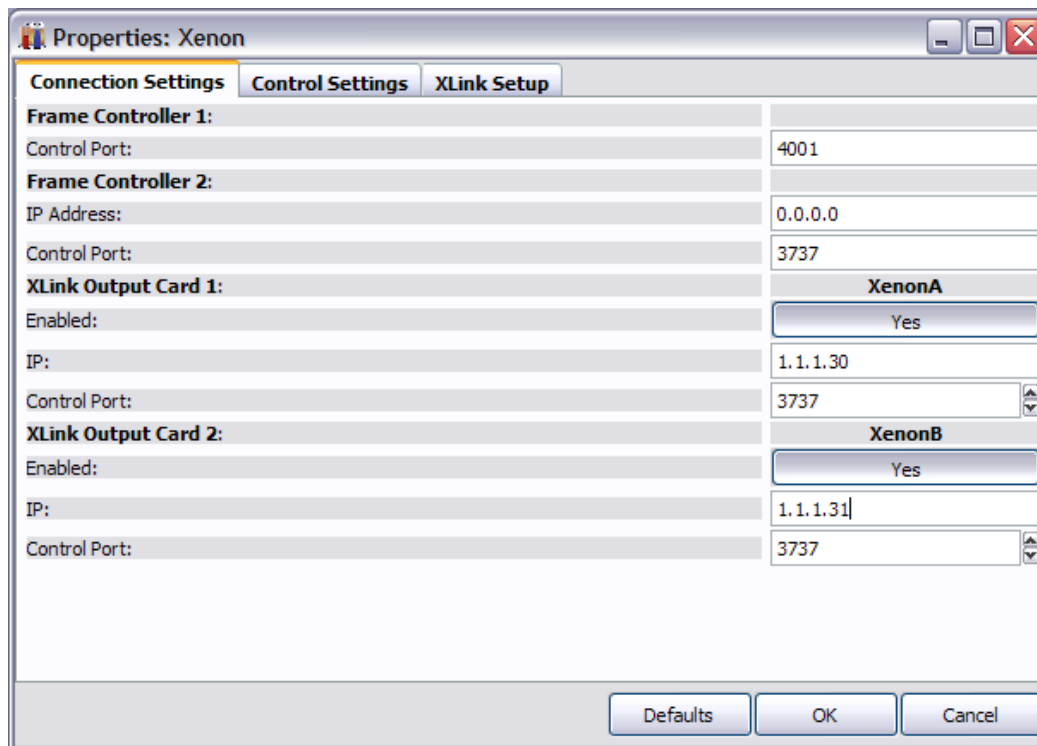 Properties: Xenon
Connection Settings Control Settings XLink Setup
Frame Controller 1:
Control Port: 4001
Frame Controller 2:
IP Address: 0.0.0.0
Control Port: 3737
XLink Output Card 1: XenonA
Enabled: Yes
IP: 1.1.1.30
Control Port: 3737
XLink Output Card 2: XenonB
Enabled: Yes
IP: 1.1.1.31
Control Port: 3737
Defaults OK Cancel